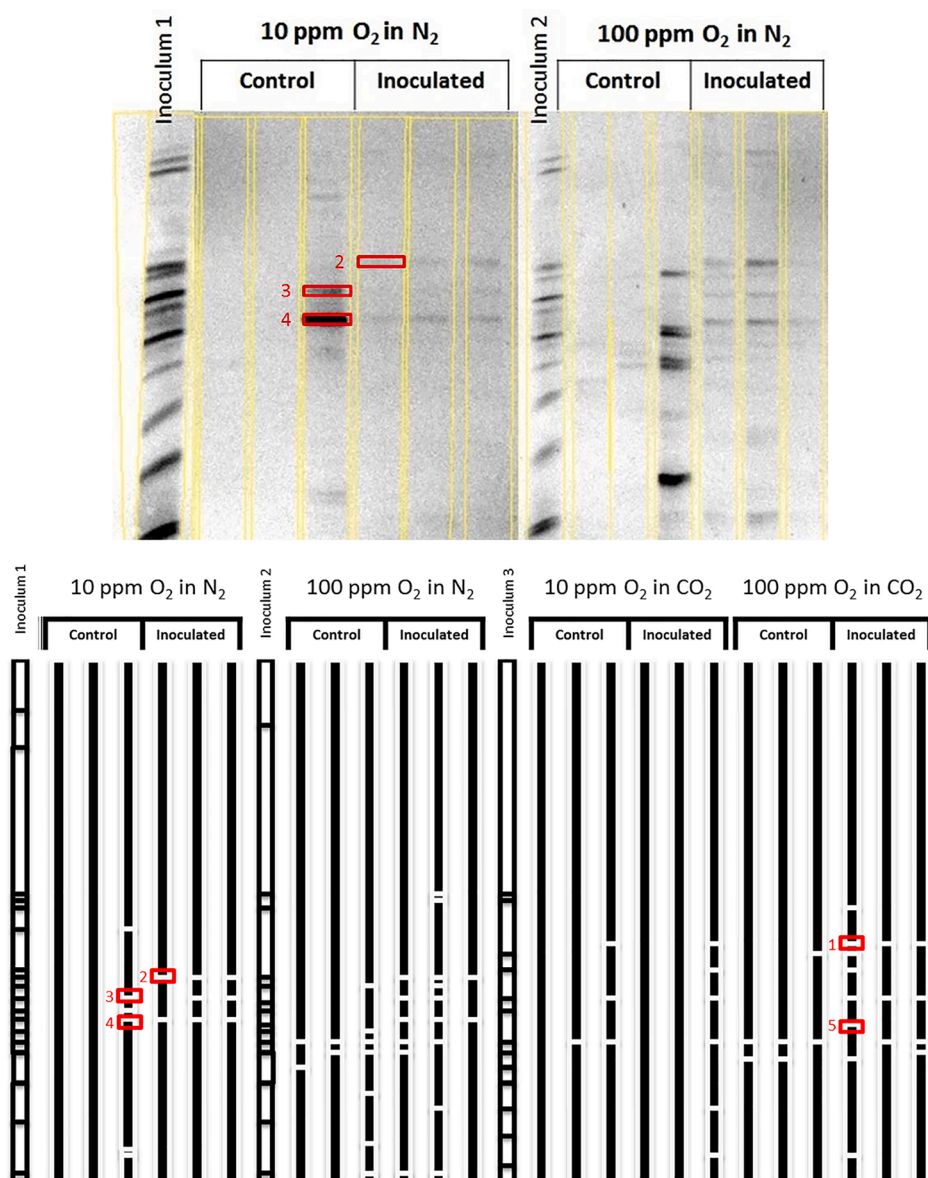 Inoculum 1
10 ppm O₂ in N₂
Control
Inoculated
Inoculum 2
100 ppm O₂ in N₂
Control
Inoculated
2
3
4
Inoculum 1
10 ppm O₂ in N₂
Control
Inoculated
Inoculum 2
100 ppm O₂ in N₂
Control
Inoculated
Inoculum 3
10 ppm O₂ in CO₂
Control
Inoculated
100 ppm O₂ in CO₂
Control
Inoculated
1
2
3
4
5